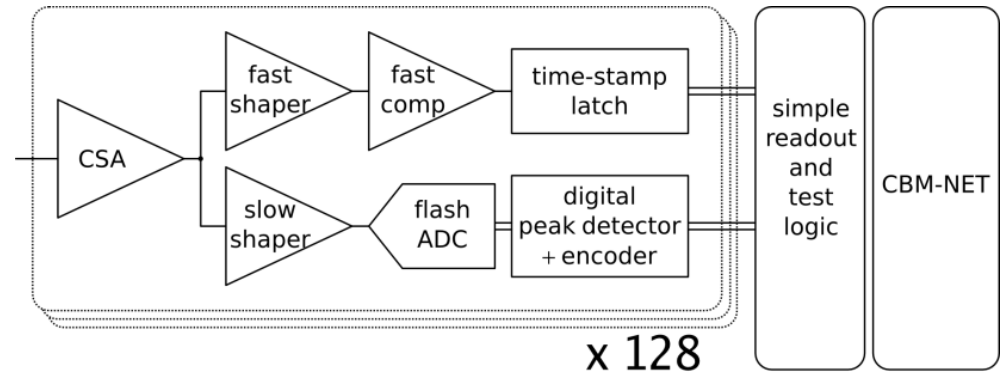 CSA
fast
shaper
fast
comp
time-stamp
latch
slow
shaper
flash
ADC
digital
peak detector
+ encoder
simple
readout
and
test
logic
CBM-NET
x 128